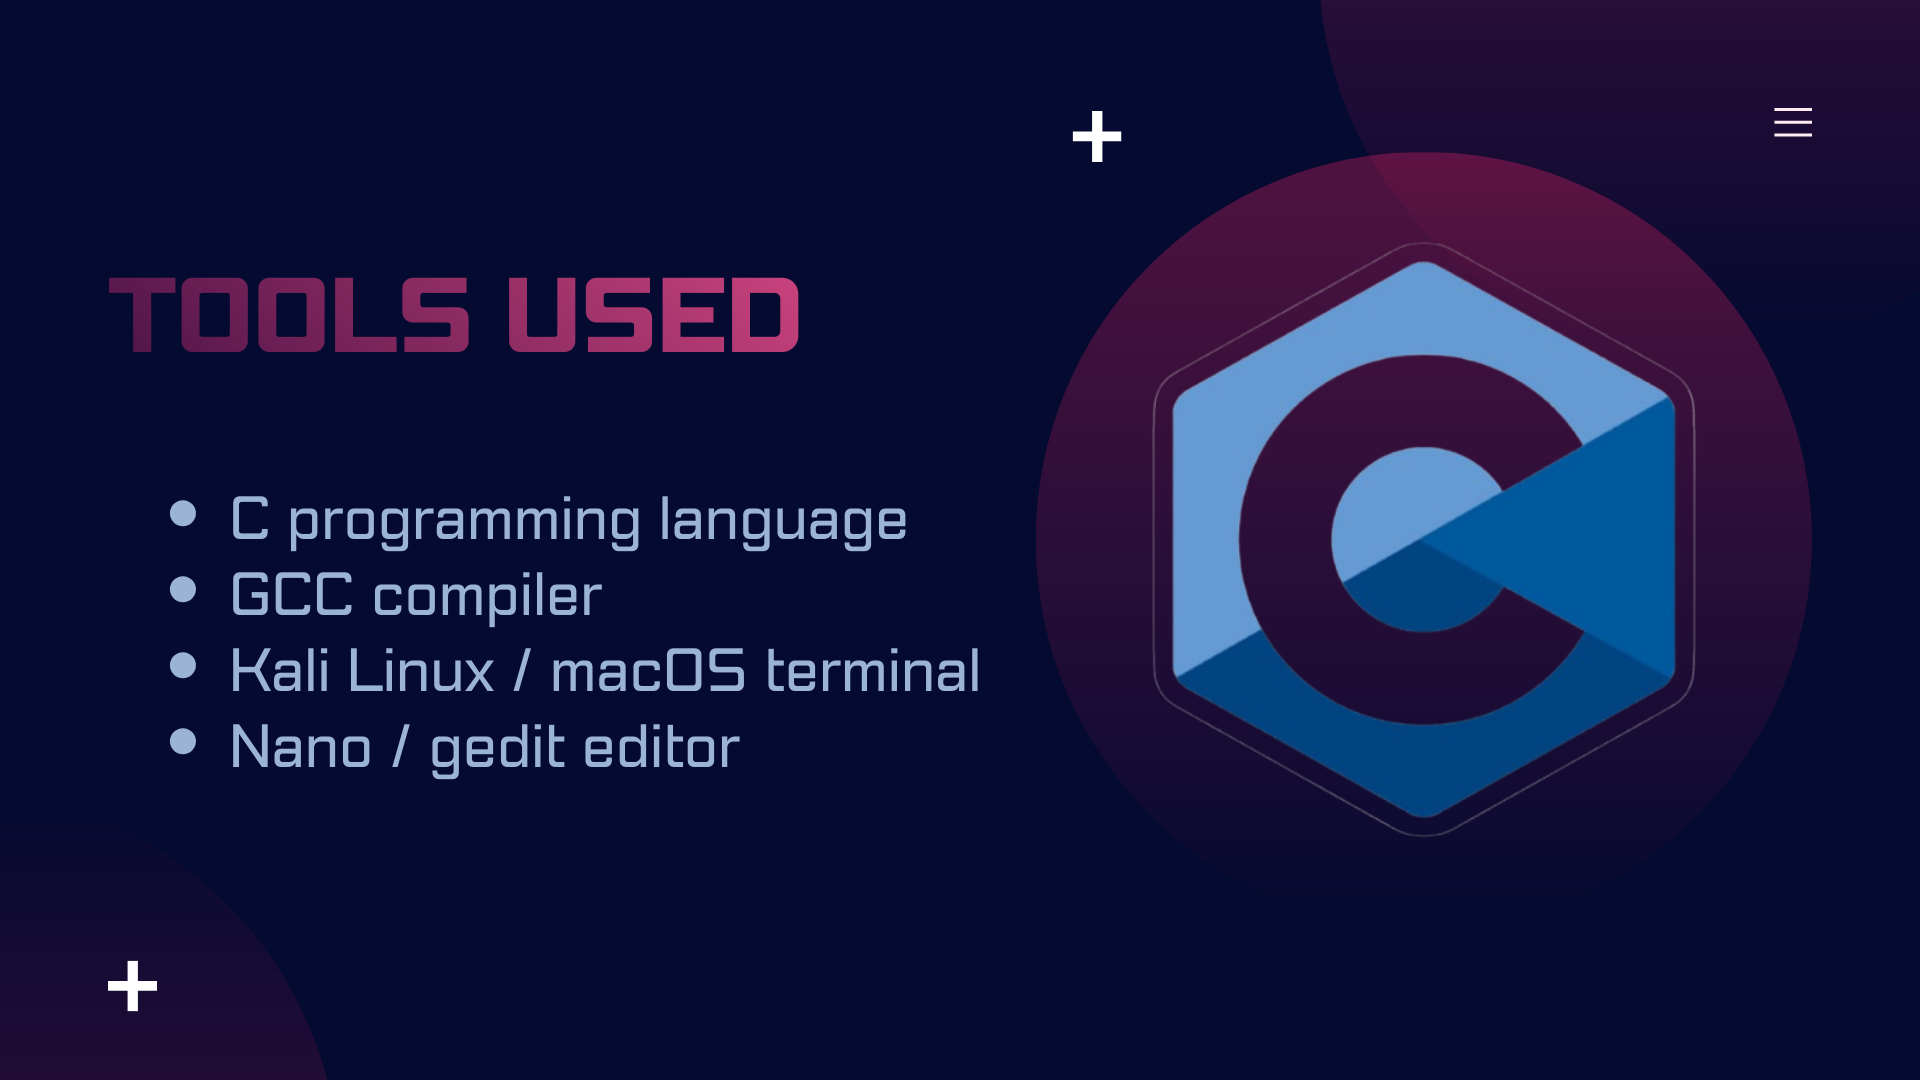 TOOLS USED
• C programming language
• GCC compiler
• Kali Linux / macOS terminal
• Nano / gedit editor